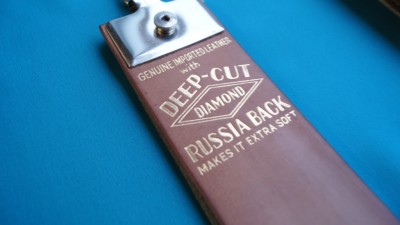 GENUINE IMPORTED LEATHER
with
DEEP-CUT
DIAMOND
RUSSIA BACK
MAKES IT EXTRA SOFT